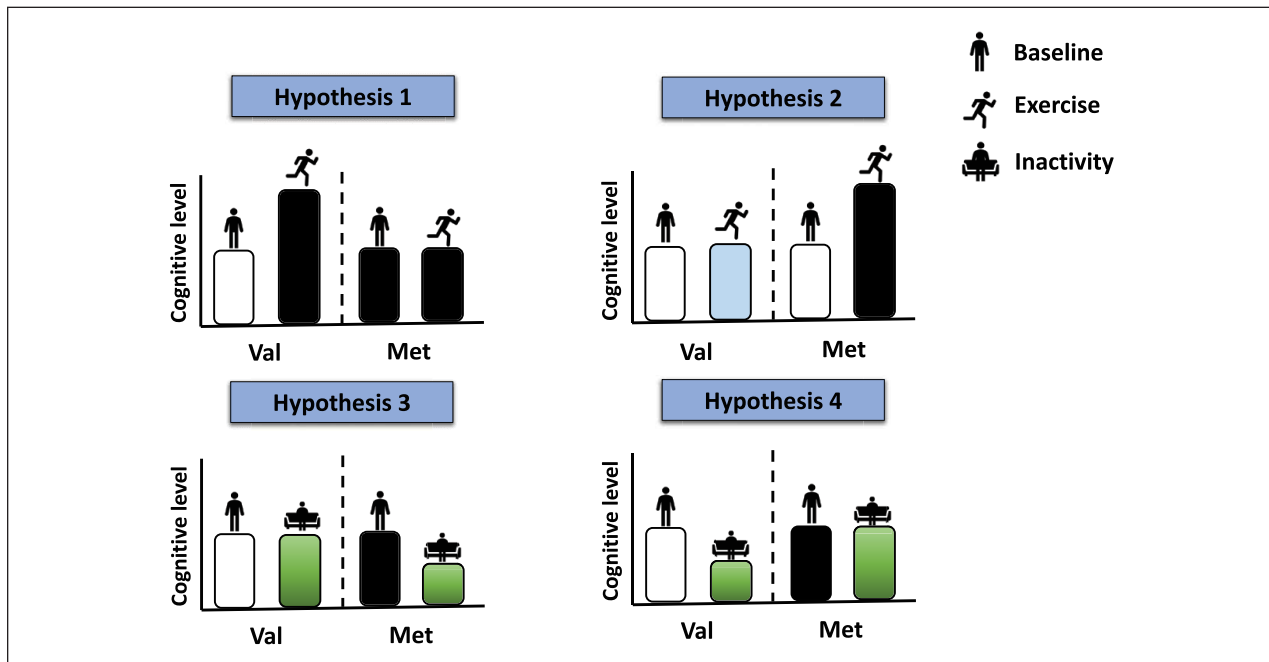 Baseline
Exercise
Inactivity
Hypothesis 1
Cognitive level
Val
Met
Hypothesis 2
Cognitive level
Val
Met
Hypothesis 3
Cognitive level
Val
Met
Hypothesis 4
Cognitive level
Val
Met